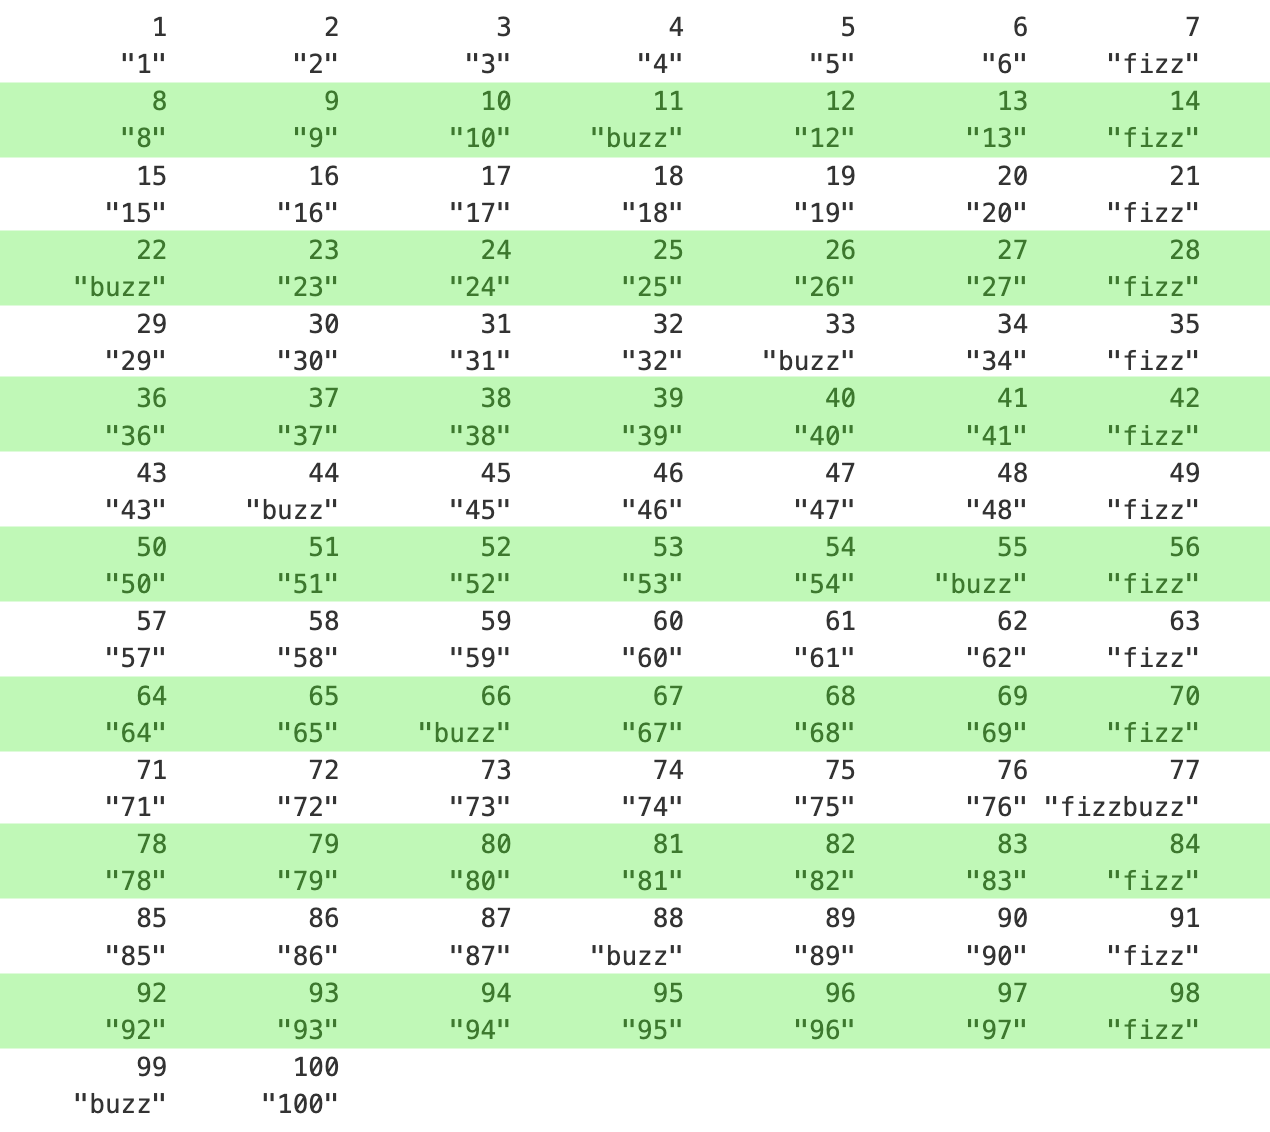 1 2 3 4 5 6 7
"1" "2" "3" "4" "5" "6" "fizz"
8 9 10 11 12 13 14
"8" "9" "10" "buzz" "12" "13" "fizz"
15 16 17 18 19 20 21
"15" "16" "17" "18" "19" "20" "fizz"
22 23 24 25 26 27 28
"buzz" "23" "24" "25" "26" "27" "fizz"
29 30 31 32 33 34 35
"29" "30" "31" "32" "buzz" "34" "fizz"
36 37 38 39 40 41 42
"36" "37" "38" "39" "40" "41" "fizz"
43 44 45 46 47 48 49
"43" "buzz" "45" "46" "47" "48" "fizz"
50 51 52 53 54 55 56
"50" "51" "52" "53" "54" "buzz" "fizz"
57 58 59 60 61 62 63
"57" "58" "59" "60" "61" "62" "fizz"
64 65 66 67 68 69 70
"64" "65" "buzz" "67" "68" "69" "fizz"
71 72 73 74 75 76 77
"71" "72" "73" "74" "75" "76" "fizzbuzz"
78 79 80 81 82 83 84
"78" "79" "80" "81" "82" "83" "fizz"
85 86 87 88 89 90 91
"85" "86" "87" "buzz" "89" "90" "fizz"
92 93 94 95 96 97 98
"92" "93" "94" "95" "96" "97" "fizz"
99 100
"buzz" "100"